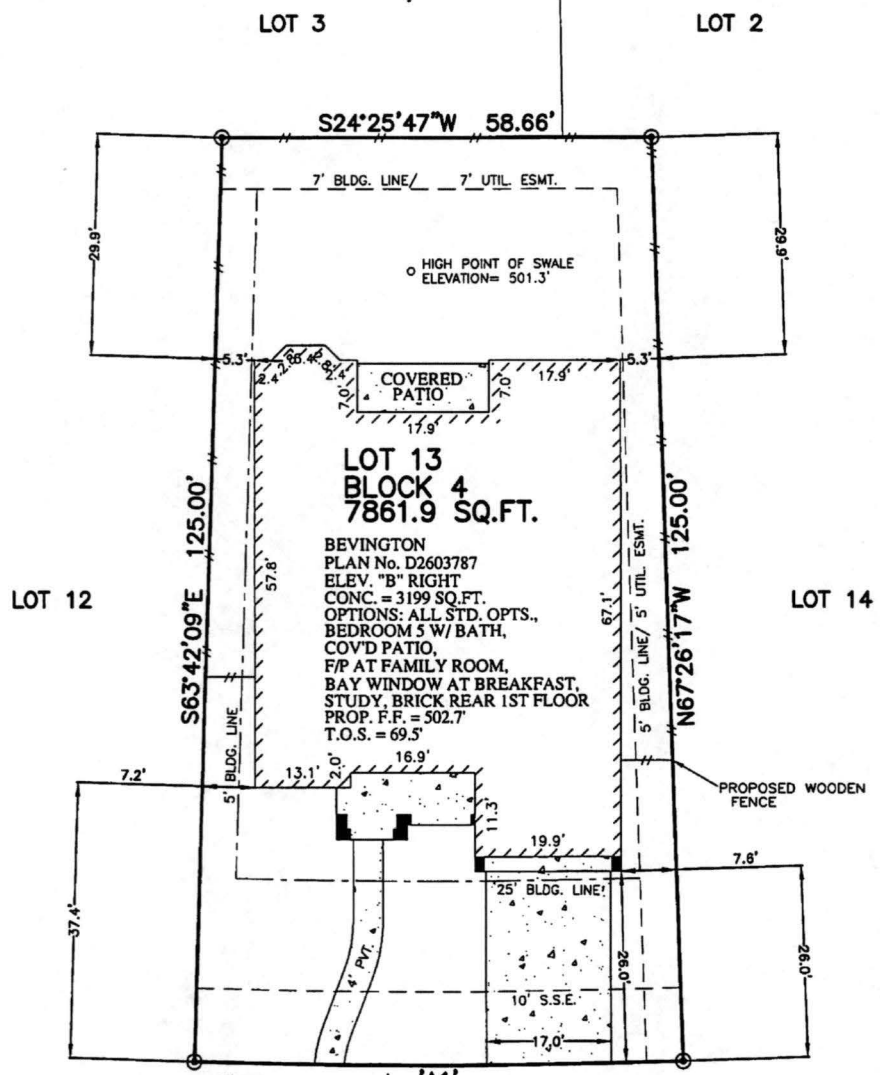 LOT 3
LOT 2
S24°25'47"W 58.66'
7' BLDG. LINE/ 7' UTIL. ESMT.
29.9'
29.9'
HIGH POINT OF SWALE
ELEVATION= 501.3'
5.3'
2.4'
5.4'
2.4'
5.3'
COVERED
PATIO
7.0'
7.0'
17.9'
17.9'
LOT 13
BLOCK 4
7861.9 SQ.FT.
BEVINGTON
PLAN No. D2603787
ELEV. "B" RIGHT
CONC. = 3199 SQ.FT.
OPTIONS: ALL STD. OPTS.,
BEDROOM 5 W/ BATH,
COV'D PATIO,
F/P AT FAMILY ROOM,
BAY WINDOW AT BREAKFAST,
STUDY, BRICK REAR 1ST FLOOR
PROP. F.F. = 502.7'
T.O.S. = 69.5'
S63°42'09"E 125.00'
N67°26'17"W 125.00'
57.8'
67.1'
LOT 12
LOT 14
5' BLDG. LINE
5' BLDG. LINE/ 5' UTIL. ESMT.
7.2'
13.1'
2.0'
16.9'
11.3'
19.9'
PROPOSED WOODEN
FENCE
7.6'
25' BLDG. LINE
37.4'
4' PVT.
26.0'
26.0'
10' S.S.E.
17.0'